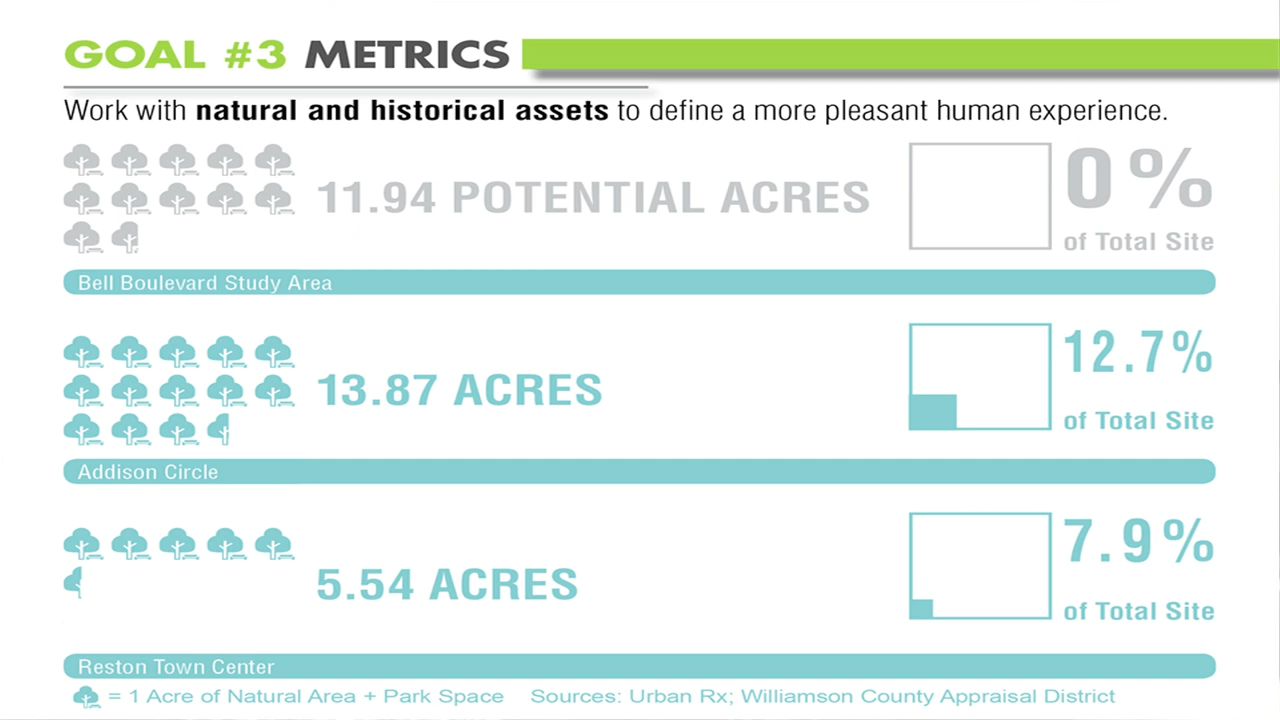 GOAL #3 METRICS
Work with natural and historical assets to define a more pleasant human experience.
11.94 POTENTIAL ACRES
0%
of Total Site
Bell Boulevard Study Area
13.87 ACRES
12.7%
of Total Site
Addison Circle
5.54 ACRES
7.9%
of Total Site
Reston Town Center
= 1 Acre of Natural Area + Park Space Sources: Urban Rx; Williamson County Appraisal District